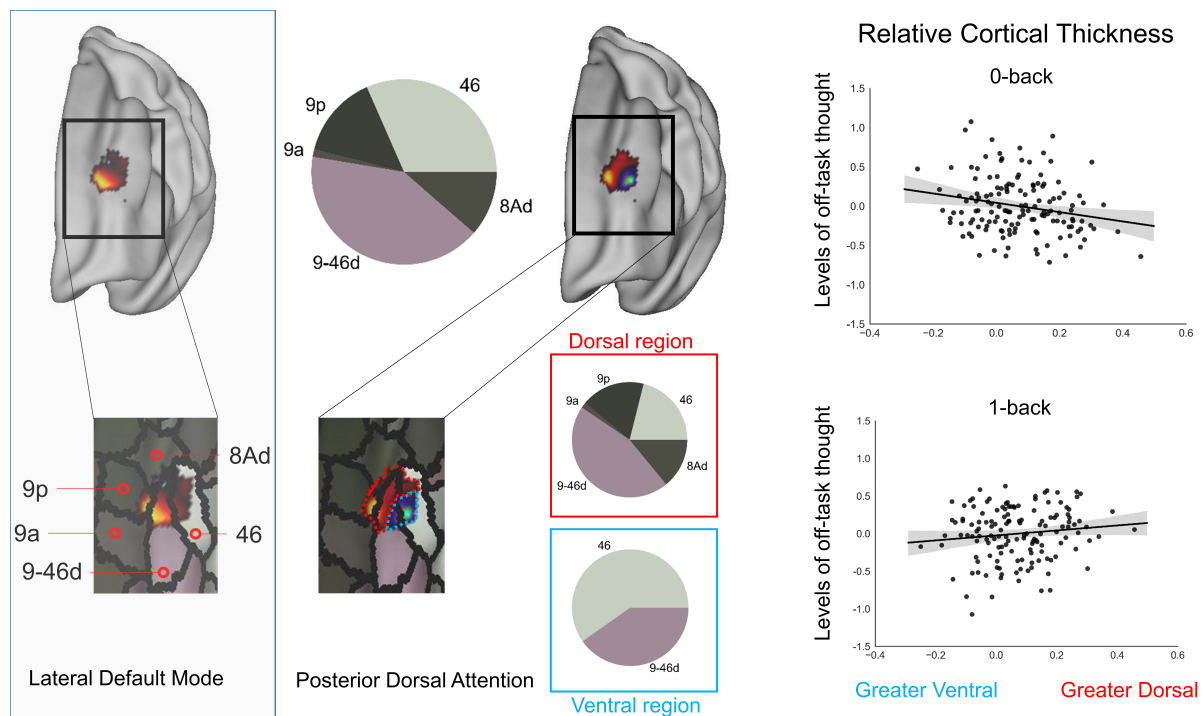 Relative Cortical Thickness
46
9p
9a
8Ad
9-46d
0-back
Levels of off-task thought
1.5
1.0
0.5
0.0
-0.5
-1.0
-1.5
−0.4
−0.2
0.0
0.2
0.4
0.6
8Ad
9p
9a
46
9-46d
Dorsal region
9p
46
9a
8Ad
9-46d
46
9-46d
Ventral region
1-back
Levels of off-task thought
1.5
1.0
0.5
0.0
-0.5
-1.0
-1.5
−0.4
−0.2
0.0
0.2
0.4
0.6
Lateral Default Mode
Posterior Dorsal Attention
Greater Ventral
Greater Dorsal